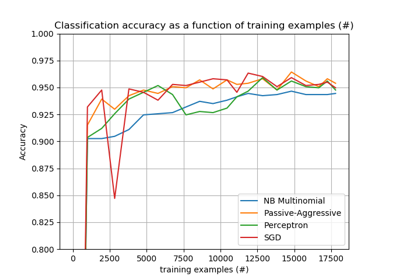 Classification accuracy as a function of training examples (#)
1.000
0.975
0.950
0.925
0.900
0.875
0.850
0.825
0.800
Accuracy
NB Multinomial
Passive-Aggressive
Perceptron
SGD
0 2500 5000 7500 10000 12500 15000 17500
training examples (#)